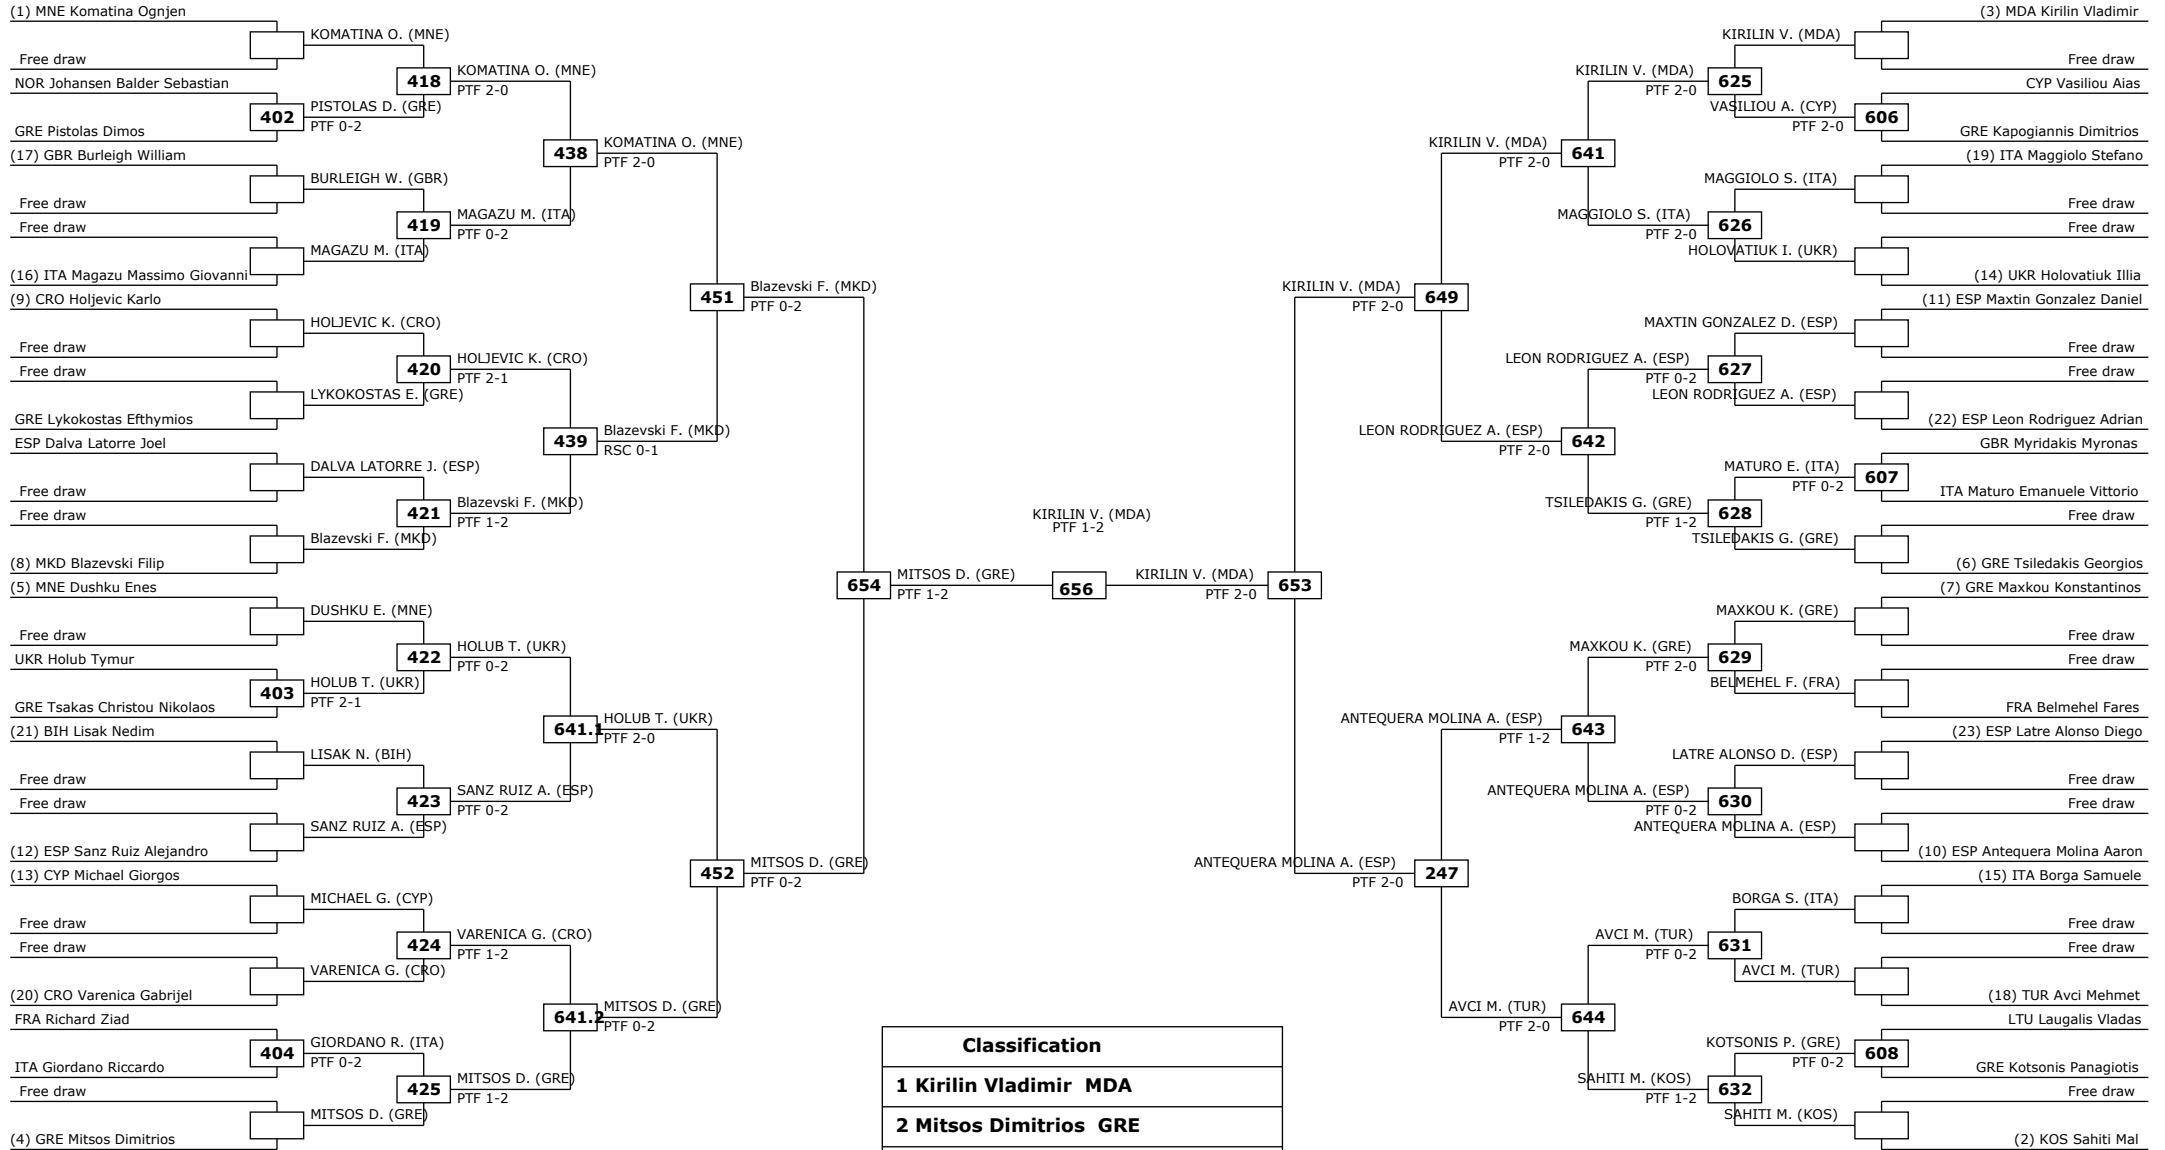 (1) MNE Komatina Ognjen
KOMATINA O. (MNE)
Free draw
418
KOMATINA O. (MNE)
PTF 2-0
NOR Johansen Balder Sebastian
402
PISTOLAS D. (GRE)
PTF 0-2
GRE Pistolas Dimos
438
KOMATINA O. (MNE)
PTF 2-0
(17) GBR Burleigh William
BURLEIGH W. (GBR)
Free draw
419
MAGAZU M. (ITA)
PTF 0-2
Free draw
MAGAZU M. (ITA)
(16) ITA Magazu Massimo Giovanni
451
Blazevski F. (MKD)
PTF 0-2
(9) CRO Holjevic Karlo
HOLJEVIC K. (CRO)
Free draw
420
HOLJEVIC K. (CRO)
PTF 2-1
Free draw
LYKOKOSTAS E. (GRE)
GRE Lykokostas Efthymios
439
Blazevski F. (MKD)
RSC 0-1
ESP Dalva Latorre Joel
DALVA LATORRE J. (ESP)
Free draw
421
Blazevski F. (MKD)
PTF 1-2
Free draw
Blazevski F. (MKD)
(8) MKD Blazevski Filip
654
MITSOS D. (GRE)
PTF 1-2
(5) MNE Dushku Enes
DUSHKU E. (MNE)
Free draw
422
HOLUB T. (UKR)
PTF 0-2
UKR Holub Tymur
403
HOLUB T. (UKR)
PTF 2-1
GRE Tsakas Christou Nikolaos
641.1
HOLUB T. (UKR)
PTF 2-0
(21) BIH Lisak Nedim
LISAK N. (BIH)
Free draw
423
SANZ RUIZ A. (ESP)
PTF 0-2
Free draw
SANZ RUIZ A. (ESP)
(12) ESP Sanz Ruiz Alejandro
452
MITSOS D. (GRE)
PTF 0-2
(13) CYP Michael Giorgos
MICHAEL G. (CYP)
Free draw
424
VARENICA G. (CRO)
PTF 1-2
Free draw
VARENICA G. (CRO)
(20) CRO Varenica Gabrijel
641.2
MITSOS D. (GRE)
PTF 0-2
FRA Richard Ziad
404
GIORDANO R. (ITA)
PTF 0-2
ITA Giordano Riccardo
425
MITSOS D. (GRE)
PTF 1-2
Free draw
MITSOS D. (GRE)
(4) GRE Mitsos Dimitrios
KIRILIN V. (MDA)
PTF 1-2
656
Classification
1 Kirilin Vladimir MDA
2 Mitsos Dimitrios GRE
(3) MDA Kirilin Vladimir
KIRILIN V. (MDA)
Free draw
KIRILIN V. (MDA)
PTF 2-0
625
CYP Vasiliou Aias
VASILIOU A. (CYP)
PTF 2-0
606
GRE Kapogiannis Dimitrios
KIRILIN V. (MDA)
PTF 2-0
641
(19) ITA Maggiolo Stefano
MAGGIOLO S. (ITA)
Free draw
MAGGIOLO S. (ITA)
PTF 2-0
626
Free draw
HOLOVATIUK I. (UKR)
(14) UKR Holovatiuk Illia
KIRILIN V. (MDA)
PTF 2-0
649
(11) ESP Maxtin Gonzalez Daniel
MAXTIN GONZALEZ D. (ESP)
Free draw
LEON RODRIGUEZ A. (ESP)
PTF 0-2
627
Free draw
LEON RODRIGUEZ A. (ESP)
(22) ESP Leon Rodriguez Adrian
LEON RODRIGUEZ A. (ESP)
PTF 2-0
642
GBR Myridakis Myronas
MATURO E. (ITA)
PTF 0-2
607
ITA Maturo Emanuele Vittorio
TSILEDAKIS G. (GRE)
PTF 1-2
628
Free draw
TSILEDAKIS G. (GRE)
(6) GRE Tsiledakis Georgios
KIRILIN V. (MDA)
PTF 2-0
653
(7) GRE Maxkou Konstantinos
MAXKOU K. (GRE)
Free draw
MAXKOU K. (GRE)
PTF 2-0
629
Free draw
BELMEHEL F. (FRA)
FRA Belmehel Fares
ANTEQUERA MOLINA A. (ESP)
PTF 1-2
643
(23) ESP Latre Alonso Diego
LATRE ALONSO D. (ESP)
Free draw
ANTEQUERA MOLINA A. (ESP)
PTF 0-2
630
Free draw
ANTEQUERA MOLINA A. (ESP)
(10) ESP Antequera Molina Aaron
ANTEQUERA MOLINA A. (ESP)
PTF 2-0
247
(15) ITA Borga Samuele
BORGA S. (ITA)
Free draw
AVCI M. (TUR)
PTF 0-2
631
Free draw
AVCI M. (TUR)
(18) TUR Avci Mehmet
AVCI M. (TUR)
PTF 2-0
644
LTU Laugalis Vladas
KOTSONIS P. (GRE)
PTF 0-2
608
GRE Kotsonis Panagiotis
SAHITI M. (KOS)
PTF 1-2
632
Free draw
SAHITI M. (KOS)
(2) KOS Sahiti Mal